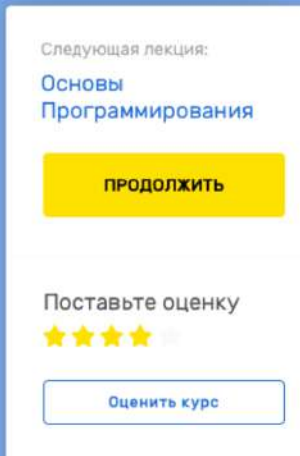 Следующая лекция:
Основы
Программирования
ПРОДОЛЖИТЬ
Поставьте оценку
Оценить курс